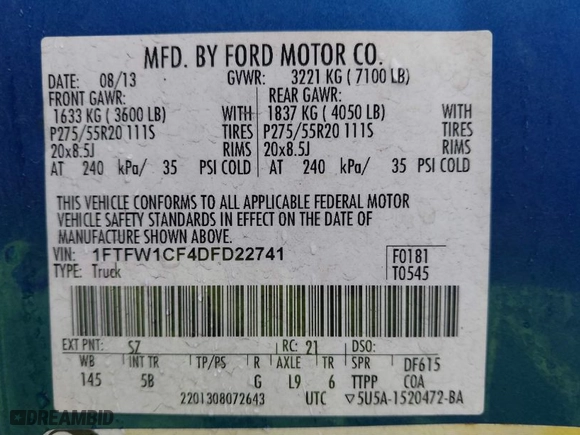 MFD. BY FORD MOTOR CO.
DATE: 08/13 GVWR: 3221 KG ( 7100 LB)
FRONT GAWR: REAR GAWR:
1633 KG ( 3600 LB) WITH 1837 KG ( 4050 LB) WITH
P275/55R20 111S TIRES P275/55R20 111S TIRES
20x8.5J RIMS 20x8.5J RIMS
AT 240 kPa/ 35 PSI COLD AT 240 kPa/ 35 PSI COLD
THIS VEHICLE CONFORMS TO ALL APPLICABLE FEDERAL MOTOR
VEHICLE SAFETY STANDARDS IN EFFECT ON THE DATE OF
MANUFACTURE SHOWN ABOVE.
VIN: 1FTFW1CF4DFD22741 F0181
TYPE: Truck T0545
EXT PNT: SZ RC: 21 DSO:
WB INT TR TP/PS R AXLE TR SPR DF615
145 5B G L9 6 TTPP COA
2201308072643 UTC ▽5U5A-1520472-BA
DREAMBID.COM